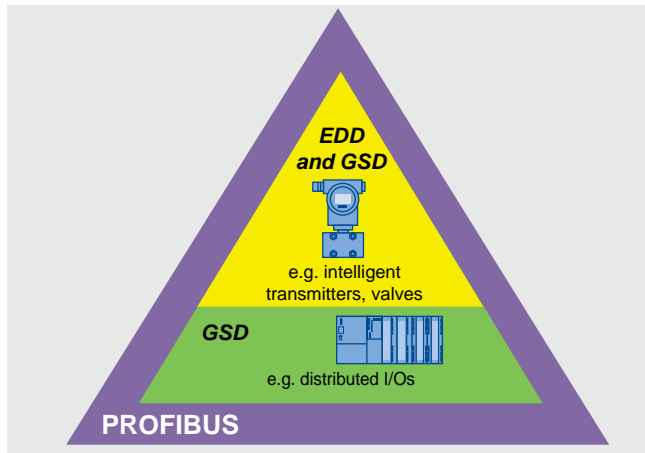 EDD
and GSD
e.g. intelligent
transmitters, valves
GSD
e.g. distributed I/Os
PROFIBUS